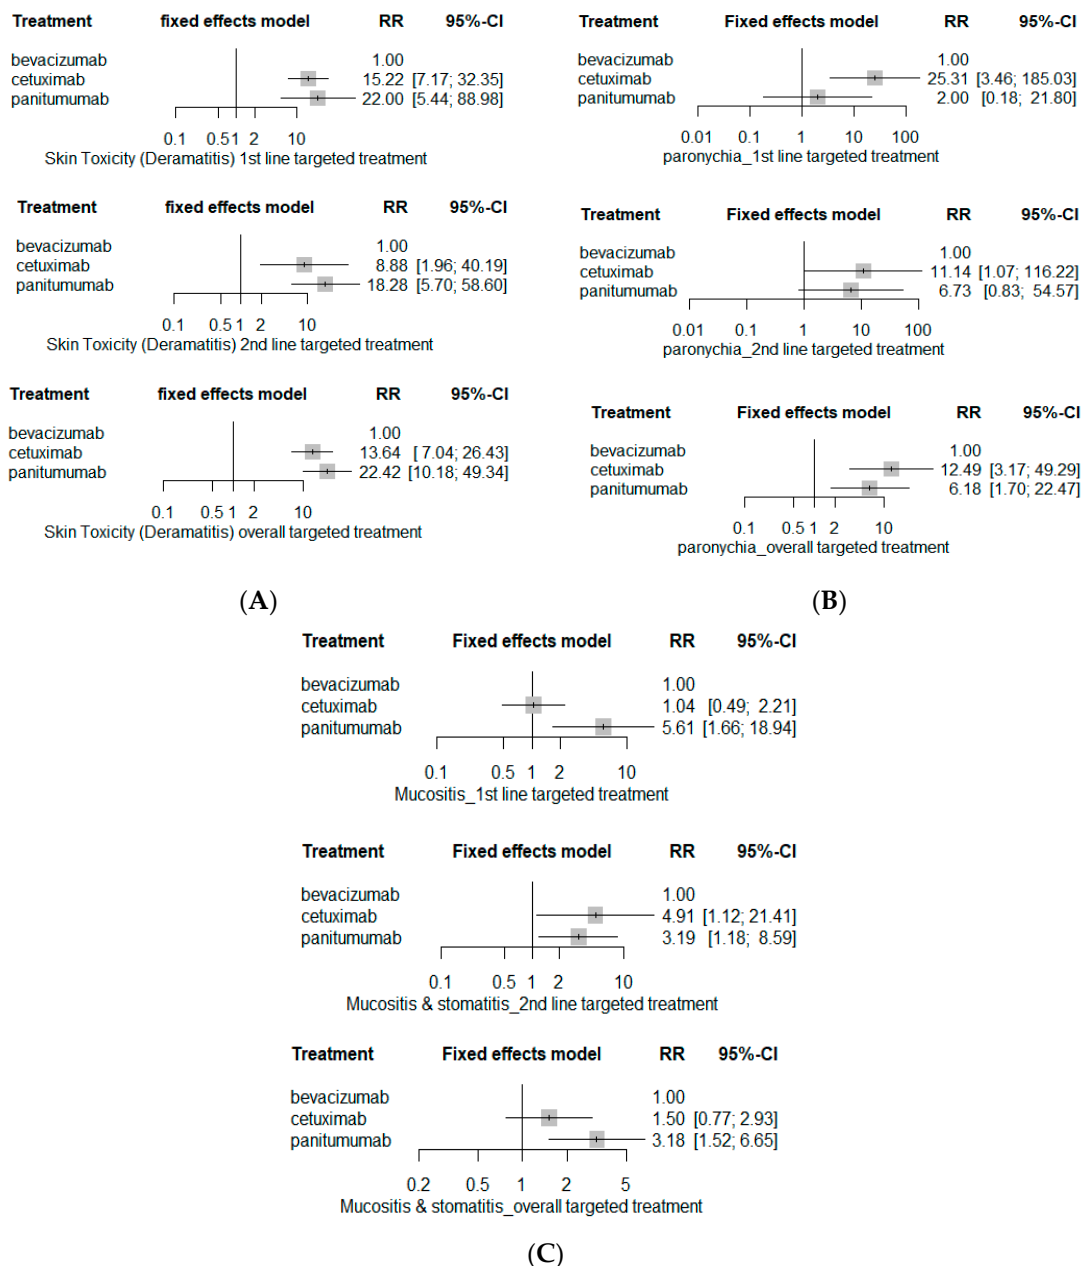 Treatment fixed effects model RR 95%-CI
bevacizumab 1.00
cetuximab 15.22 [7.17; 32.35]
panitumumab 22.00 [5.44; 88.98]
0.1 0.5 1 2 10
Skin Toxicity (Deramatitis) 1st line targeted treatment
Treatment fixed effects model RR 95%-CI
bevacizumab 1.00
cetuximab 8.88 [1.96; 40.19]
panitumumab 18.28 [5.70; 58.60]
0.1 0.5 1 2 10
Skin Toxicity (Deramatitis) 2nd line targeted treatment
Treatment fixed effects model RR 95%-CI
bevacizumab 1.00
cetuximab 13.64 [ 7.04; 26.43]
panitumumab 22.42 [10.18; 49.34]
0.1 0.5 1 2 10
Skin Toxicity (Deramatitis) overall targeted treatment
(A)
Treatment Fixed effects model RR 95%-CI
bevacizumab 1.00
cetuximab 25.31 [3.46; 185.03]
panitumumab 2.00 [0.18; 21.80]
0.01 0.1 1 10 100
paronychia_1st line targeted treatment
Treatment Fixed effects model RR 95%-CI
bevacizumab 1.00
cetuximab 11.14 [1.07; 116.22]
panitumumab 6.73 [0.83; 54.57]
0.01 0.1 1 10 100
paronychia_2nd line targeted treatment
Treatment Fixed effects model RR 95%-CI
bevacizumab 1.00
cetuximab 12.49 [3.17; 49.29]
panitumumab 6.18 [1.70; 22.47]
0.1 0.5 1 2 10
paronychia_overall targeted treatment
(B)
Treatment Fixed effects model RR 95%-CI
bevacizumab 1.00
cetuximab 1.04 [0.49; 2.21]
panitumumab 5.61 [1.66; 18.94]
0.1 0.5 1 2 10
Mucositis_1st line targeted treatment
Treatment Fixed effects model RR 95%-CI
bevacizumab 1.00
cetuximab 4.91 [1.12; 21.41]
panitumumab 3.19 [1.18; 8.59]
0.1 0.5 1 2 10
Mucositis & stomatitis_2nd line targeted treatment
Treatment Fixed effects model RR 95%-CI
bevacizumab 1.00
cetuximab 1.50 [0.77; 2.93]
panitumumab 3.18 [1.52; 6.65]
0.2 0.5 1 2 5
Mucositis & stomatitis_overall targeted treatment
(C)